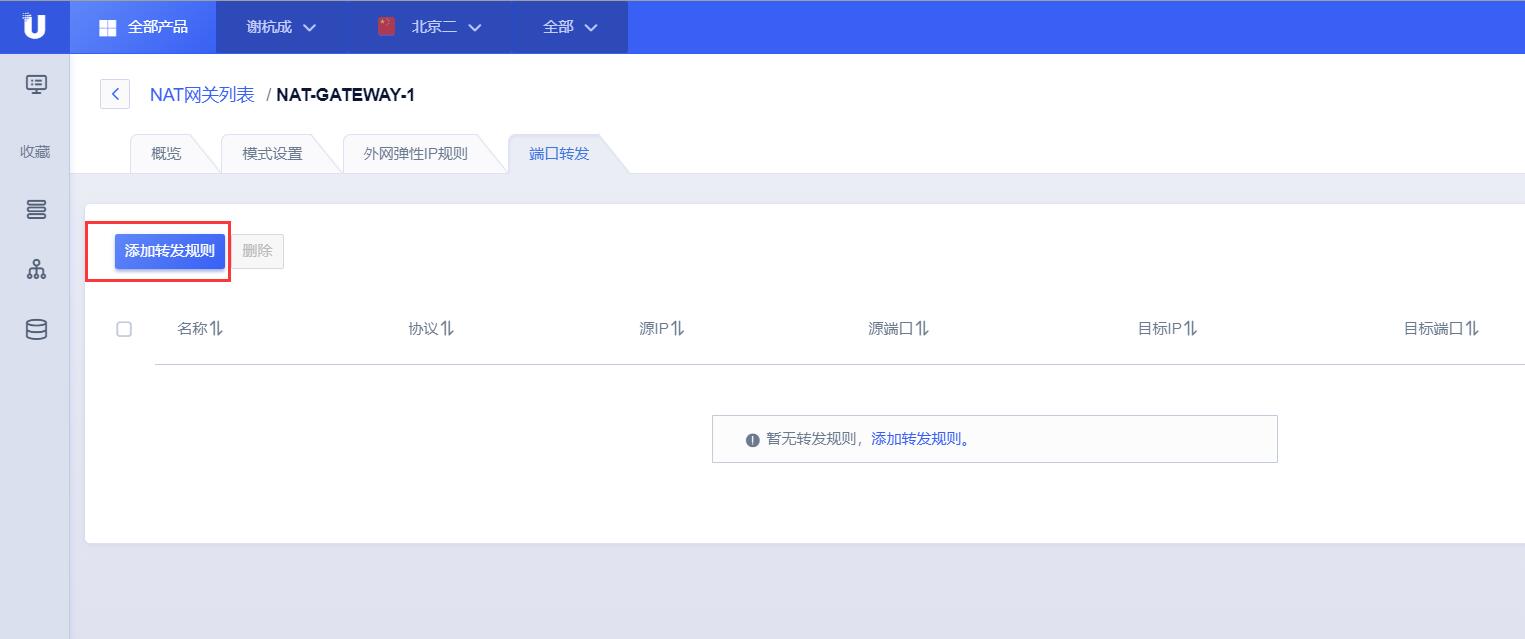 全部产品 谢杭成 北京二 全部
NAT网关列表 / NAT-GATEWAY-1
收藏
概览 模式设置 外网弹性IP规则 端口转发
添加转发规则 删除
名称 协议 源IP 源端口 目标IP 目标端口
暂无转发规则，添加转发规则。